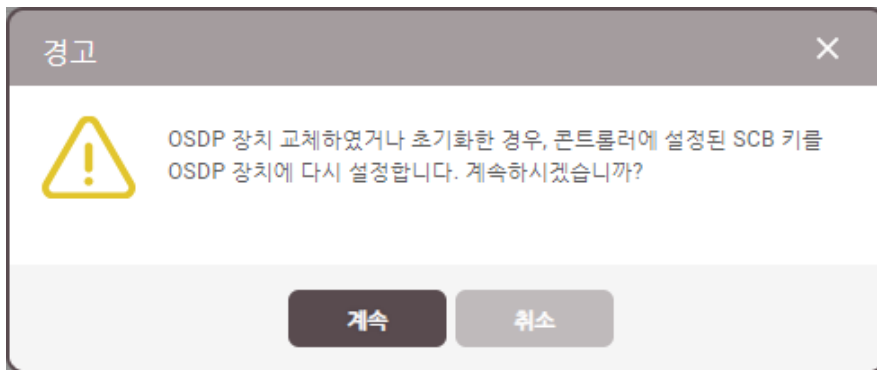 경고
OSDP 장치 교체하였거나 초기화한 경우, 콘트롤러에 설정된 SCB 키를
OSDP 장치에 다시 설정합니다. 계속하시겠습니까?
계속
취소